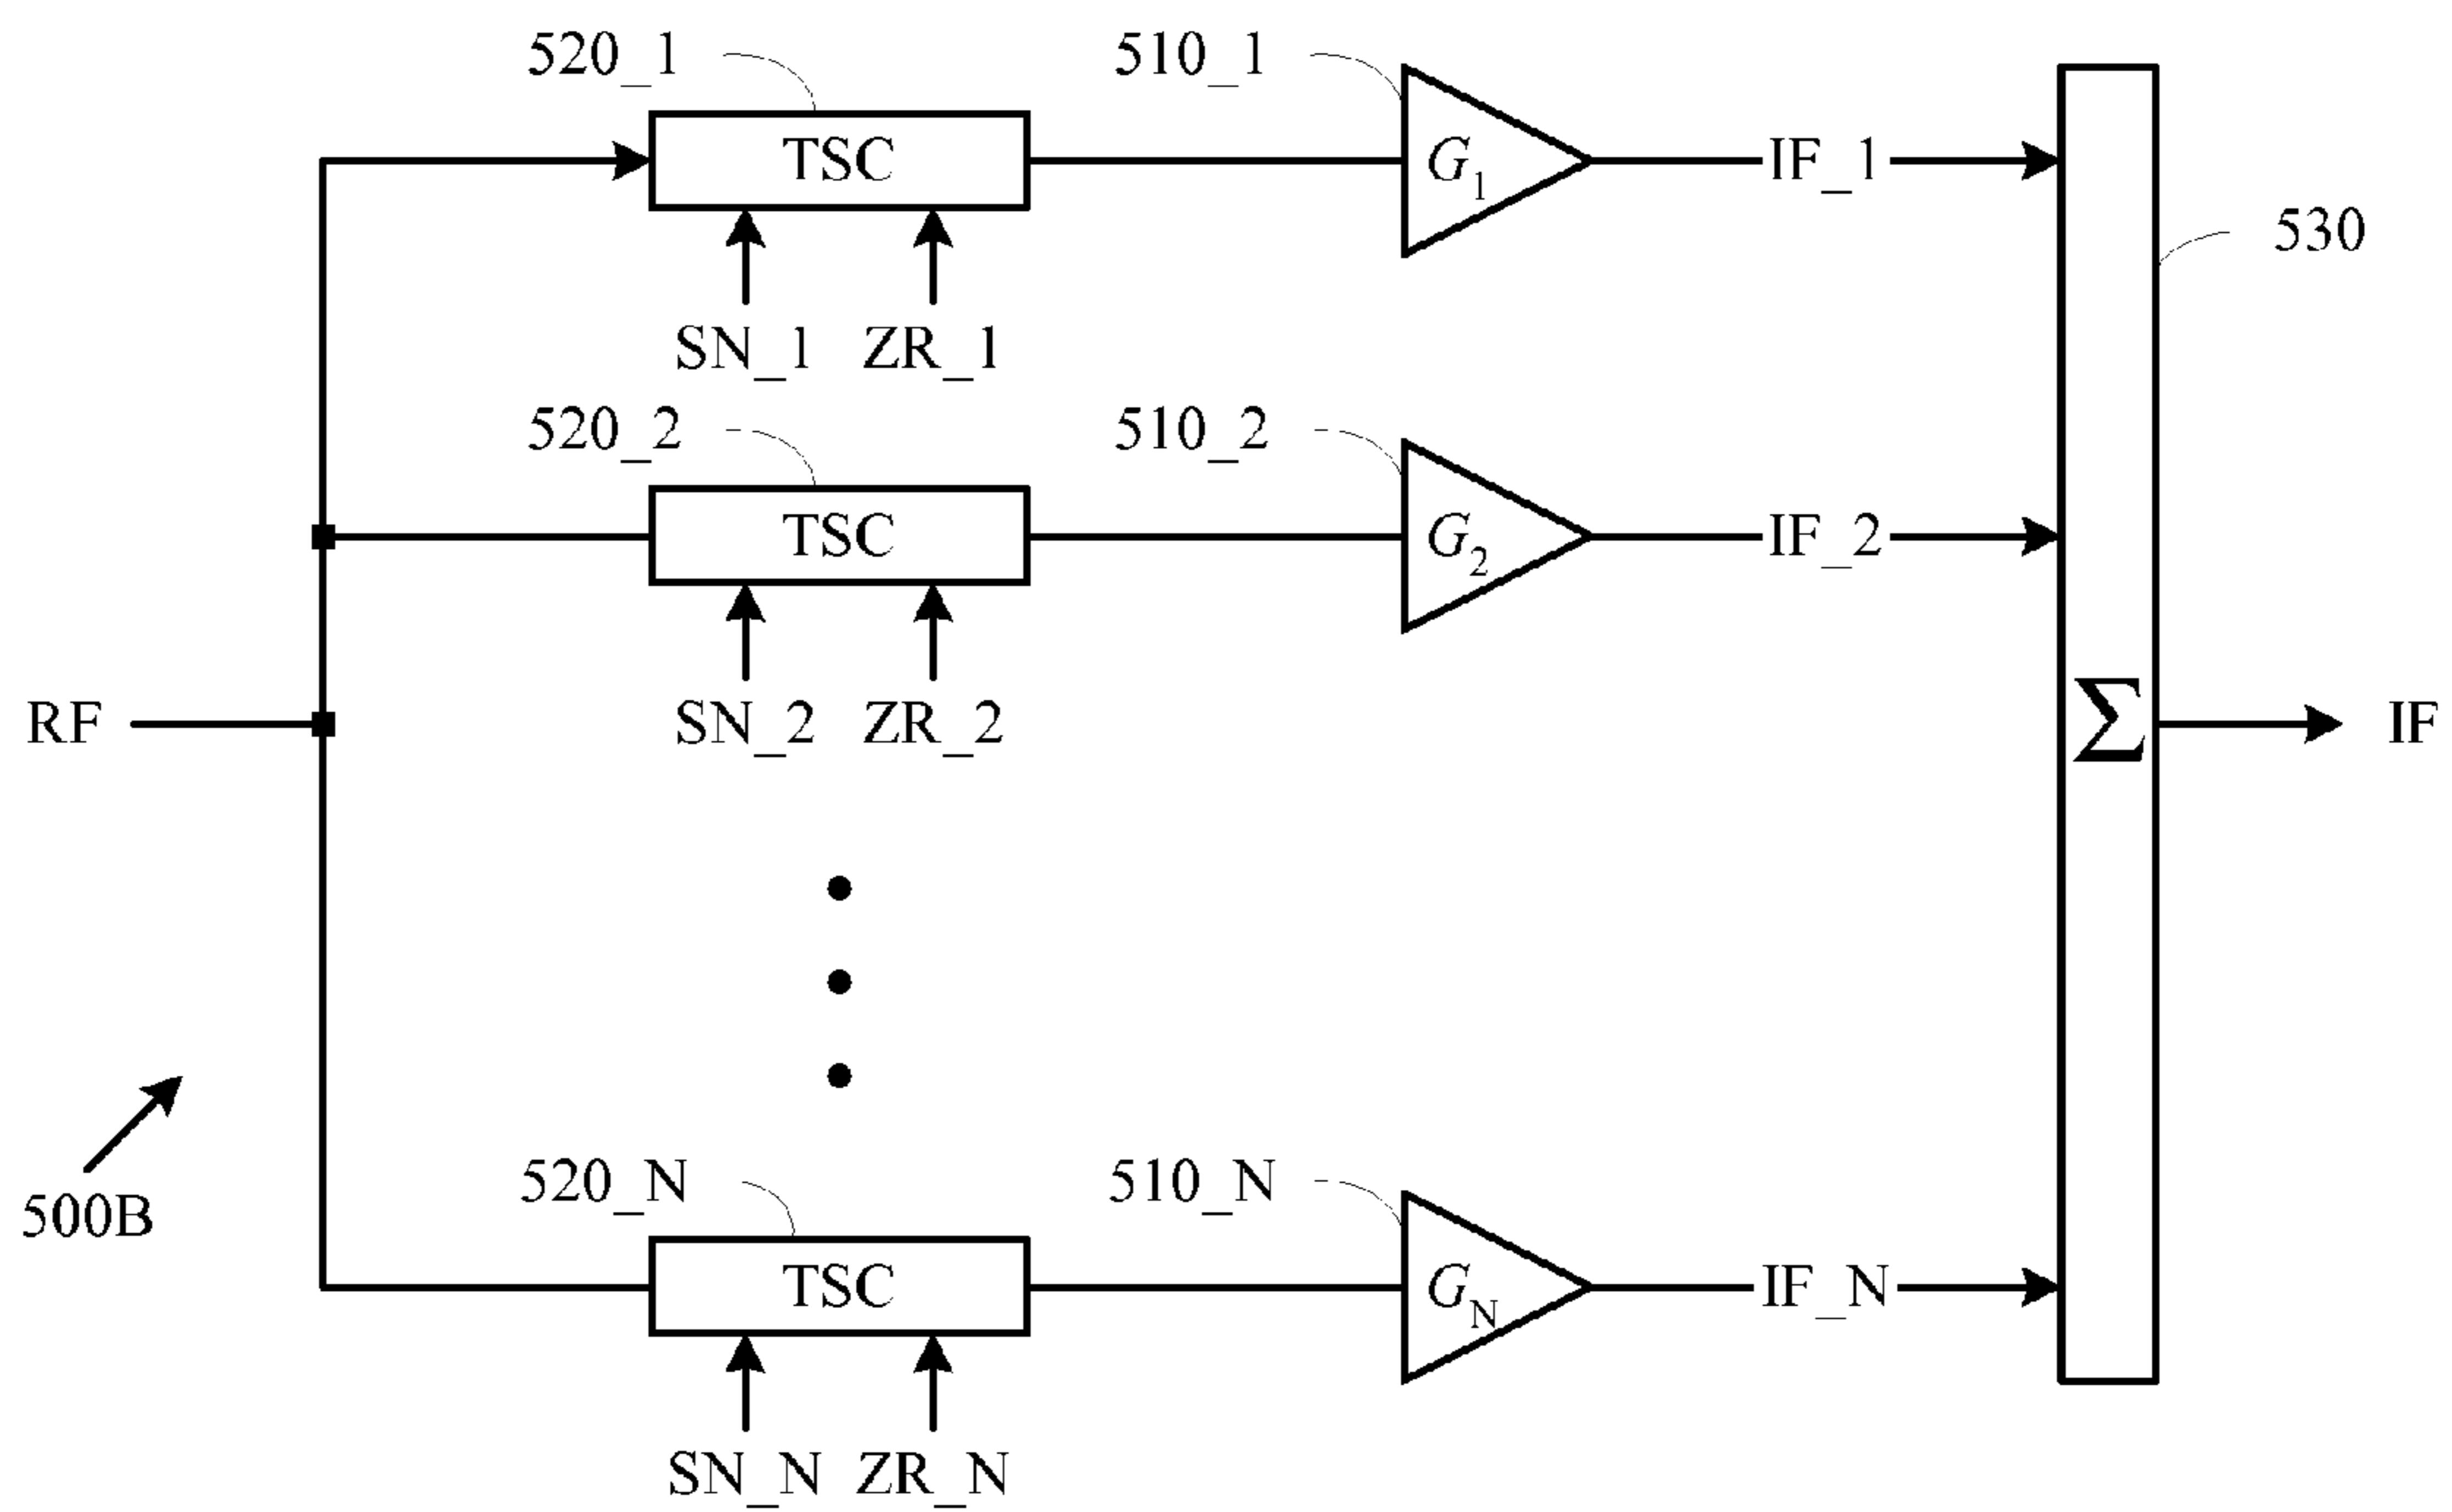 520_1 510_1
TSC G1 IF_1
530
SN_1 ZR_1
520_2 510_2
TSC G2 IF_2
RF SN_2 ZR_2 Σ IF
500B
520_N 510_N
TSC GN IF_N
SN_N ZR_N